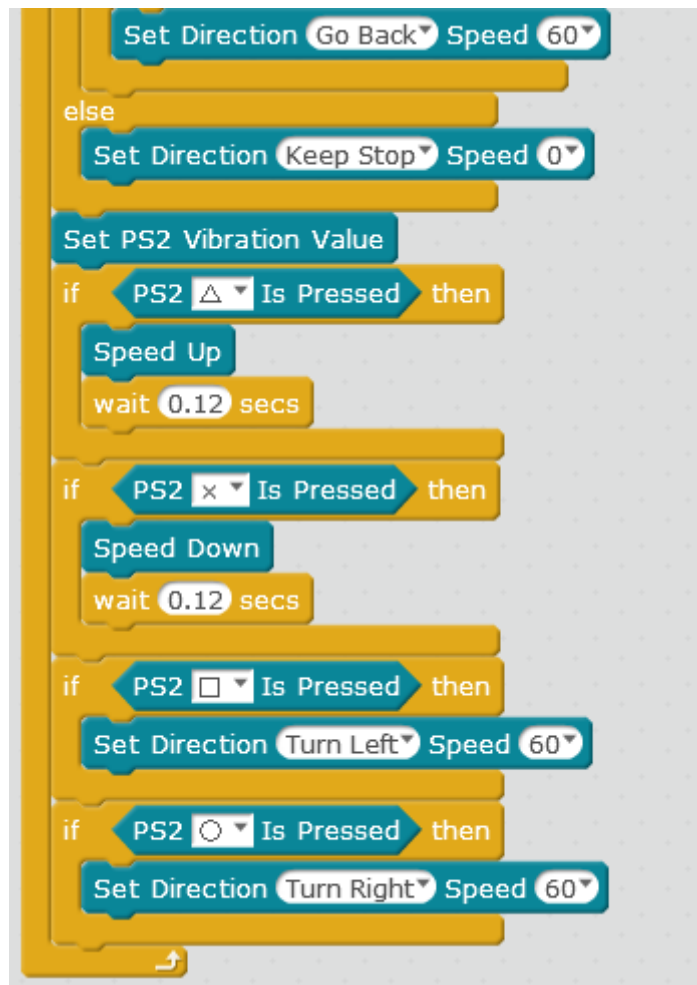 Set Direction Go Back Speed 60
else
Set Direction Keep Stop Speed 0
Set PS2 Vibration Value
if PS2 △ Is Pressed then
Speed Up
wait 0.12 secs
if PS2 × Is Pressed then
Speed Down
wait 0.12 secs
if PS2 □ Is Pressed then
Set Direction Turn Left Speed 60
if PS2 ○ Is Pressed then
Set Direction Turn Right Speed 60